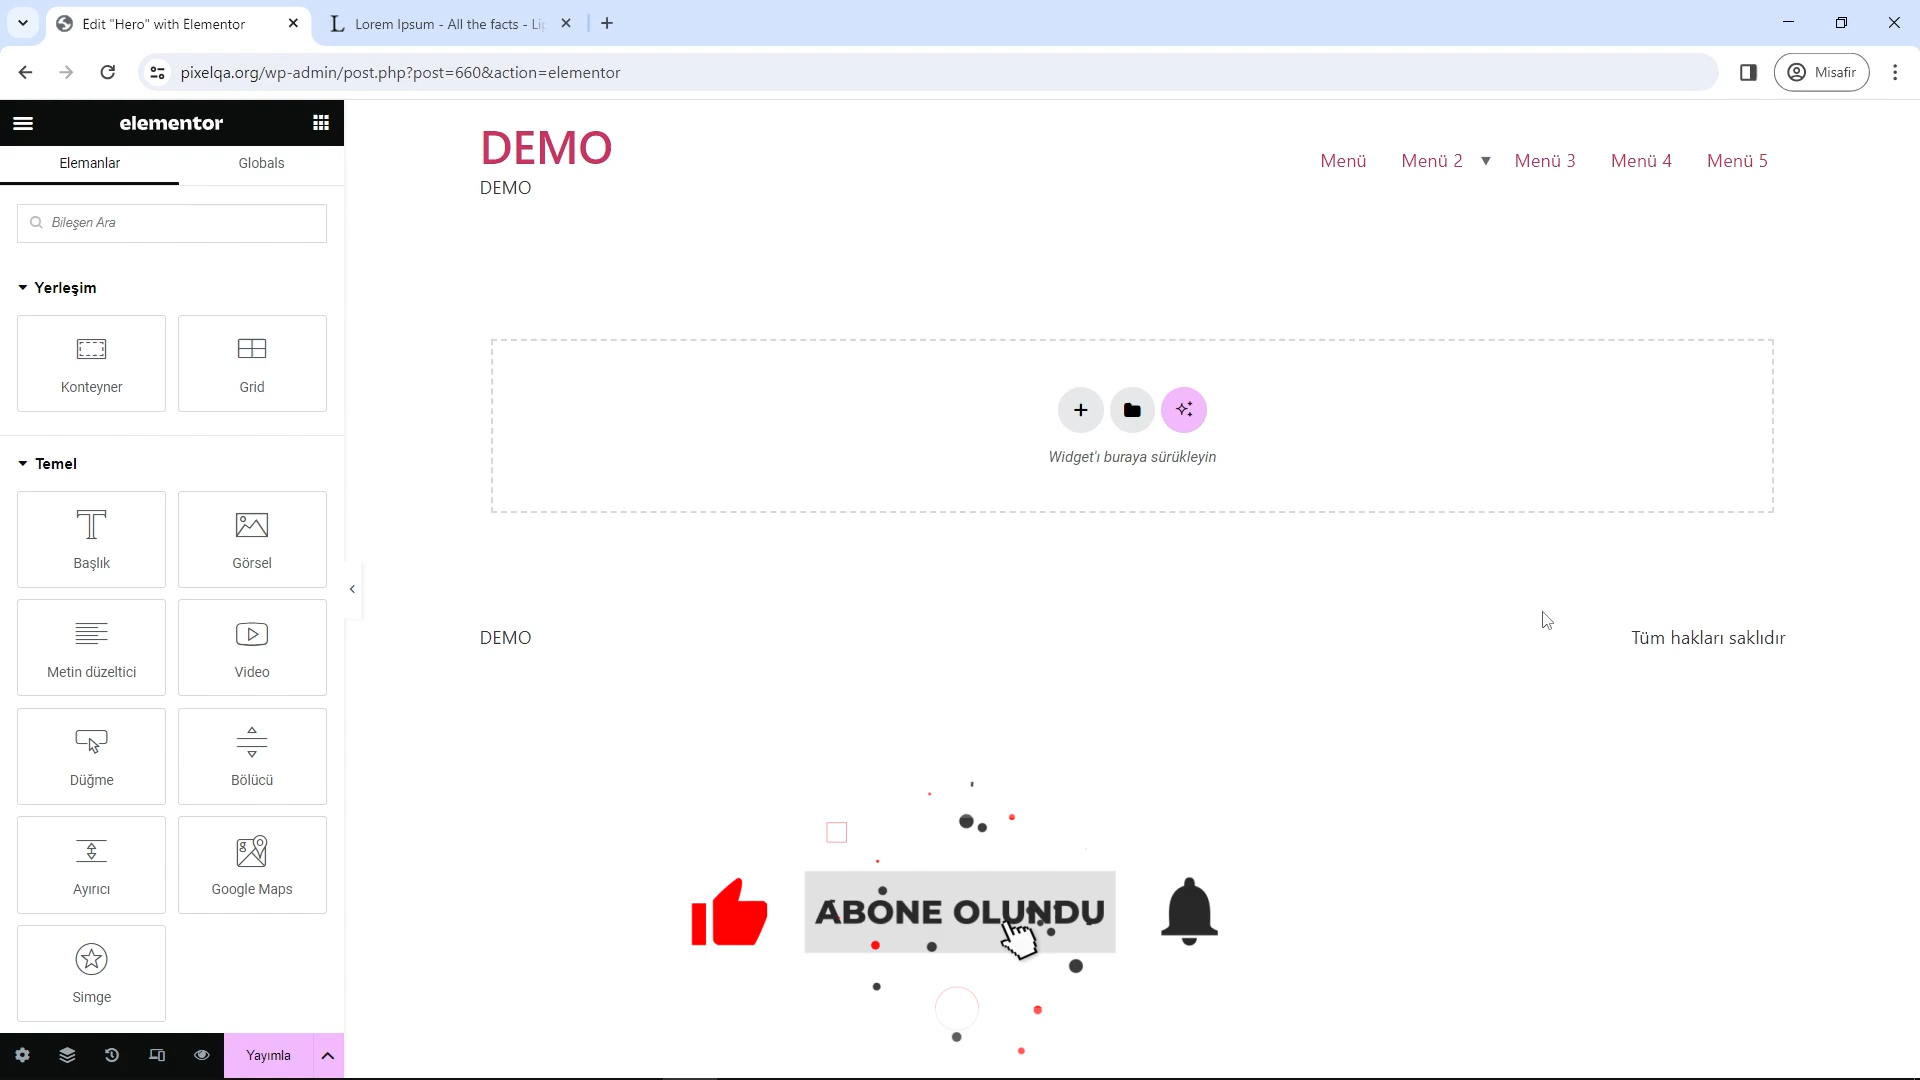 Edit "Hero" with Elementor
Lorem Ipsum - All the facts - Li
pixelqa.org/wp-admin/post.php?post=660&action=elementor
Misafir
elementor
Elemanlar
Globals
Bileşen Ara
Yerleşim
Konteyner
Grid
Temel
Başlık
Görsel
Metin düzeltici
Video
Düğme
Bölücü
Ayırıcı
Google Maps
Simge
Yayımla
DEMO
DEMO
Menü
Menü 2
Menü 3
Menü 4
Menü 5
Widget'ı buraya sürükleyin
DEMO
Tüm hakları saklıdır
ABONE OLUNDU